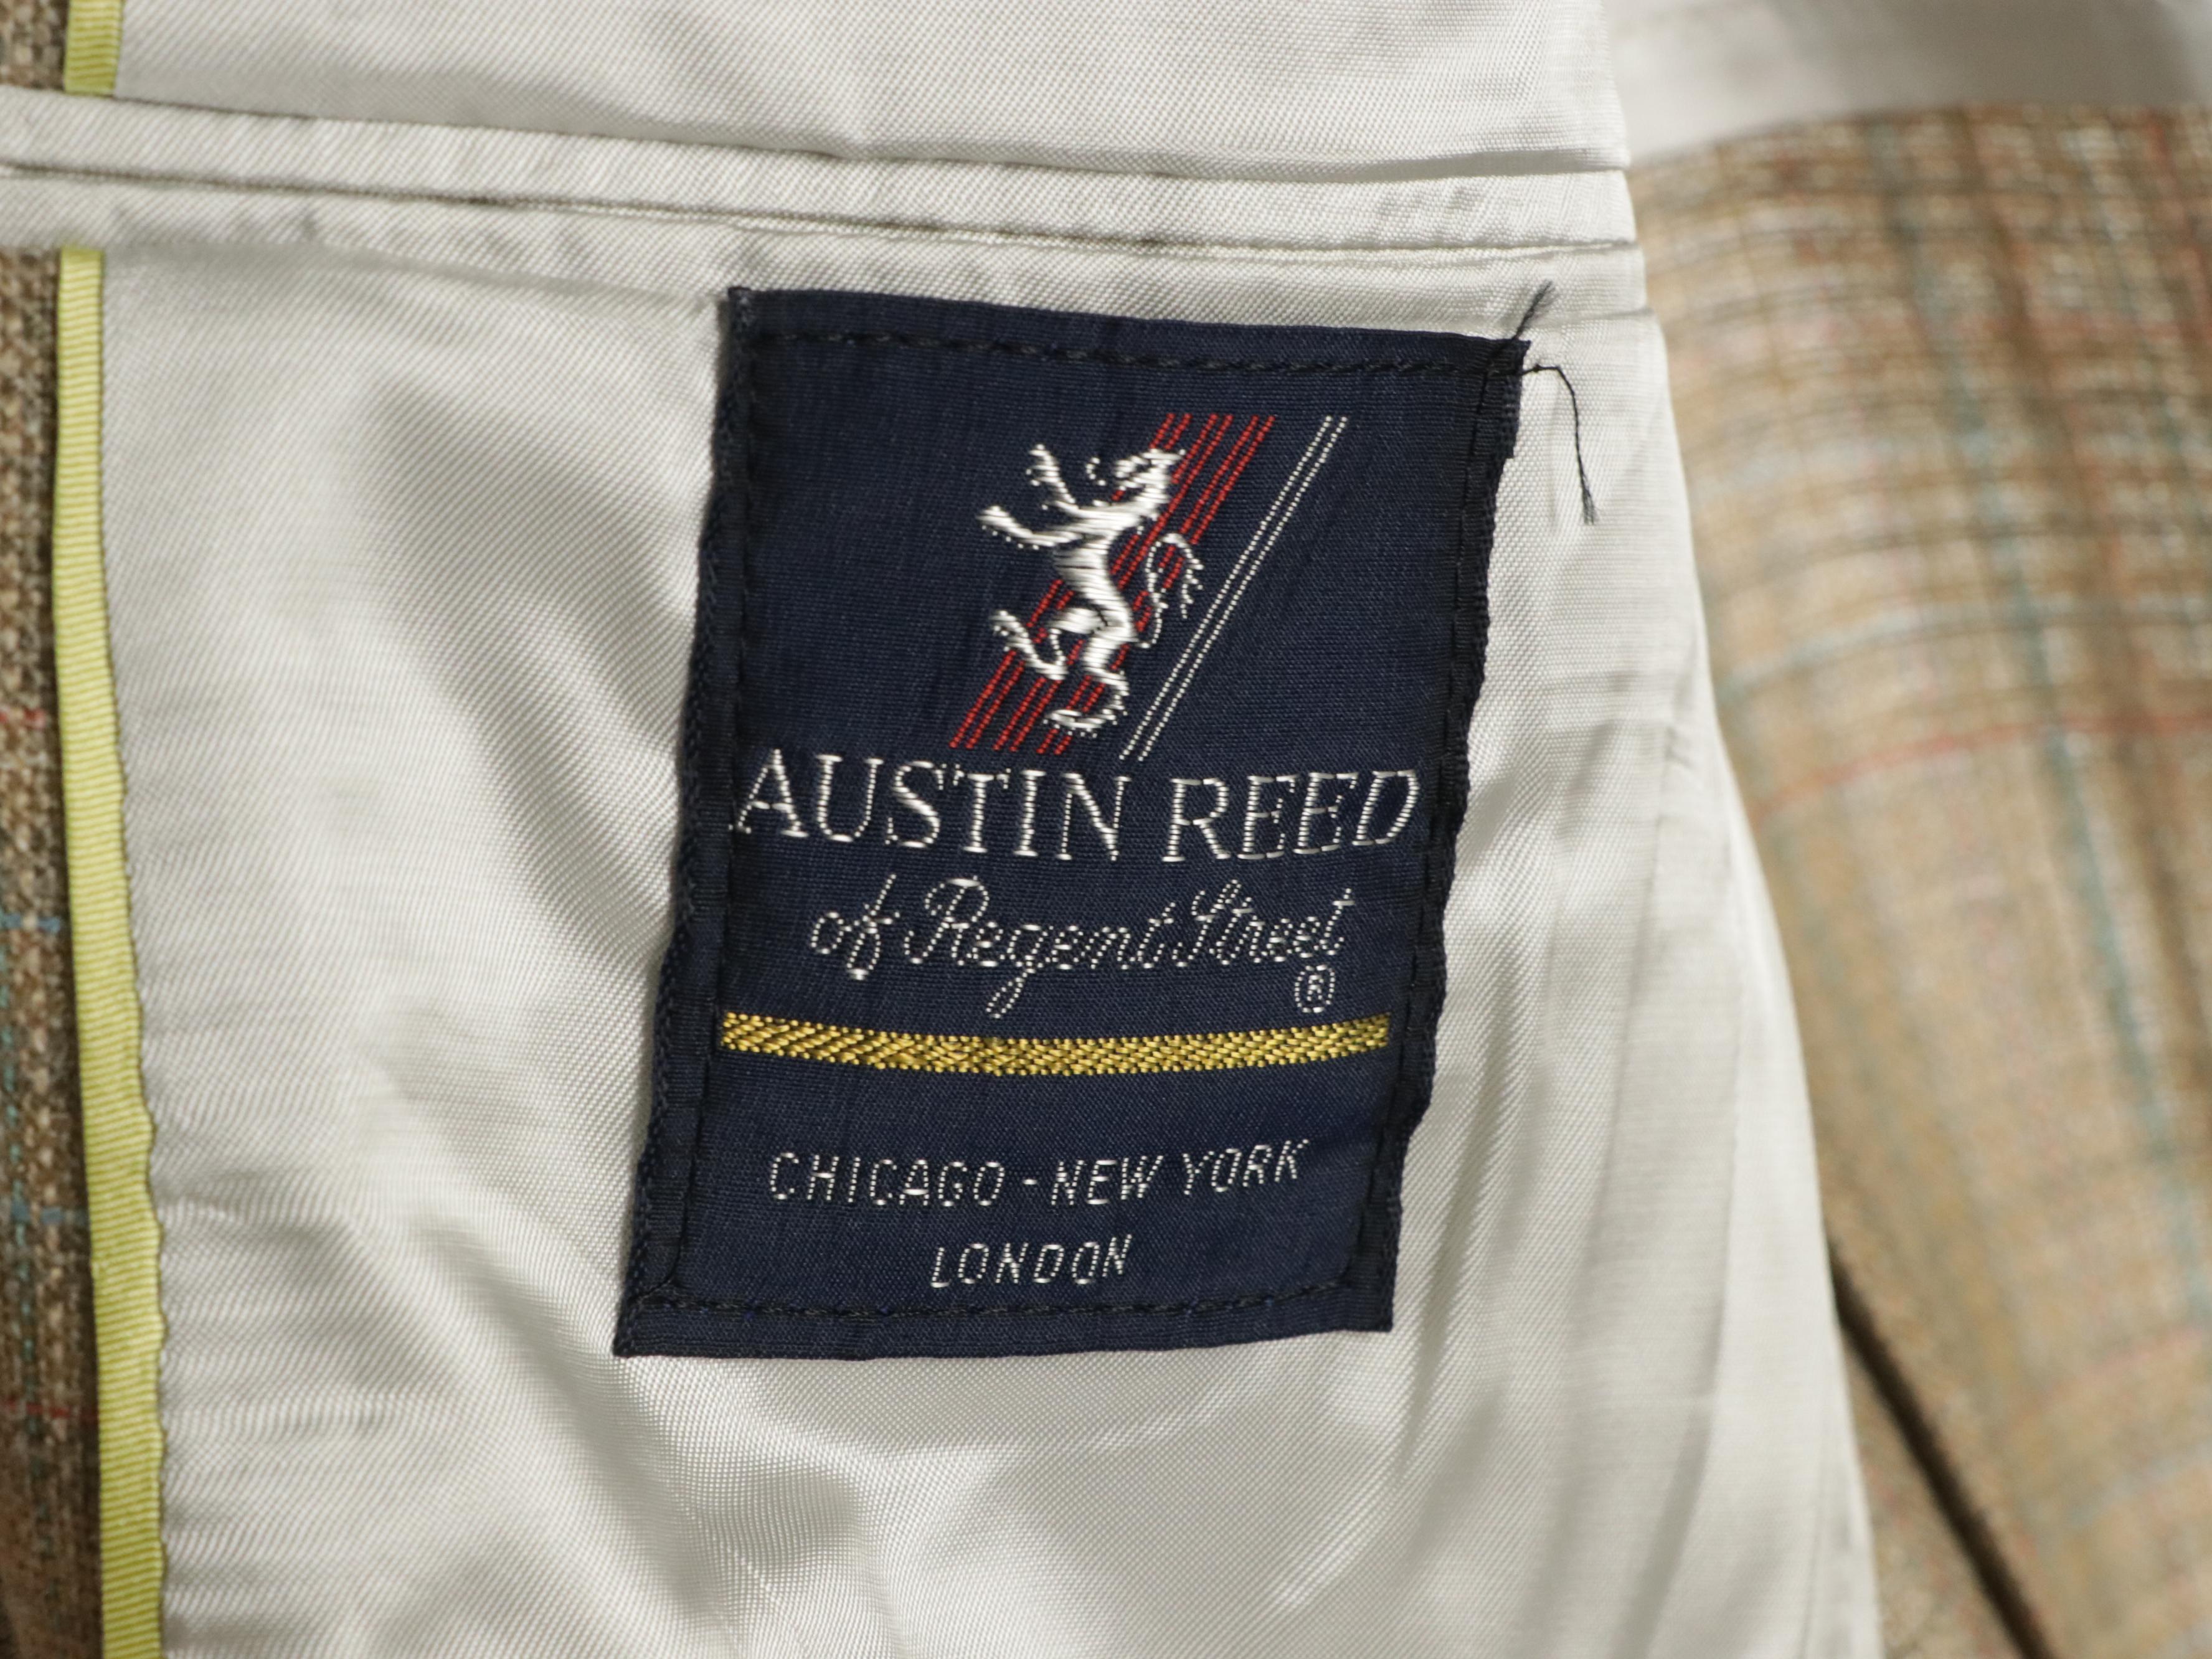 AUSTIN REED
of Regent Street
®
CHICAGO - NEW YORK
LONDON